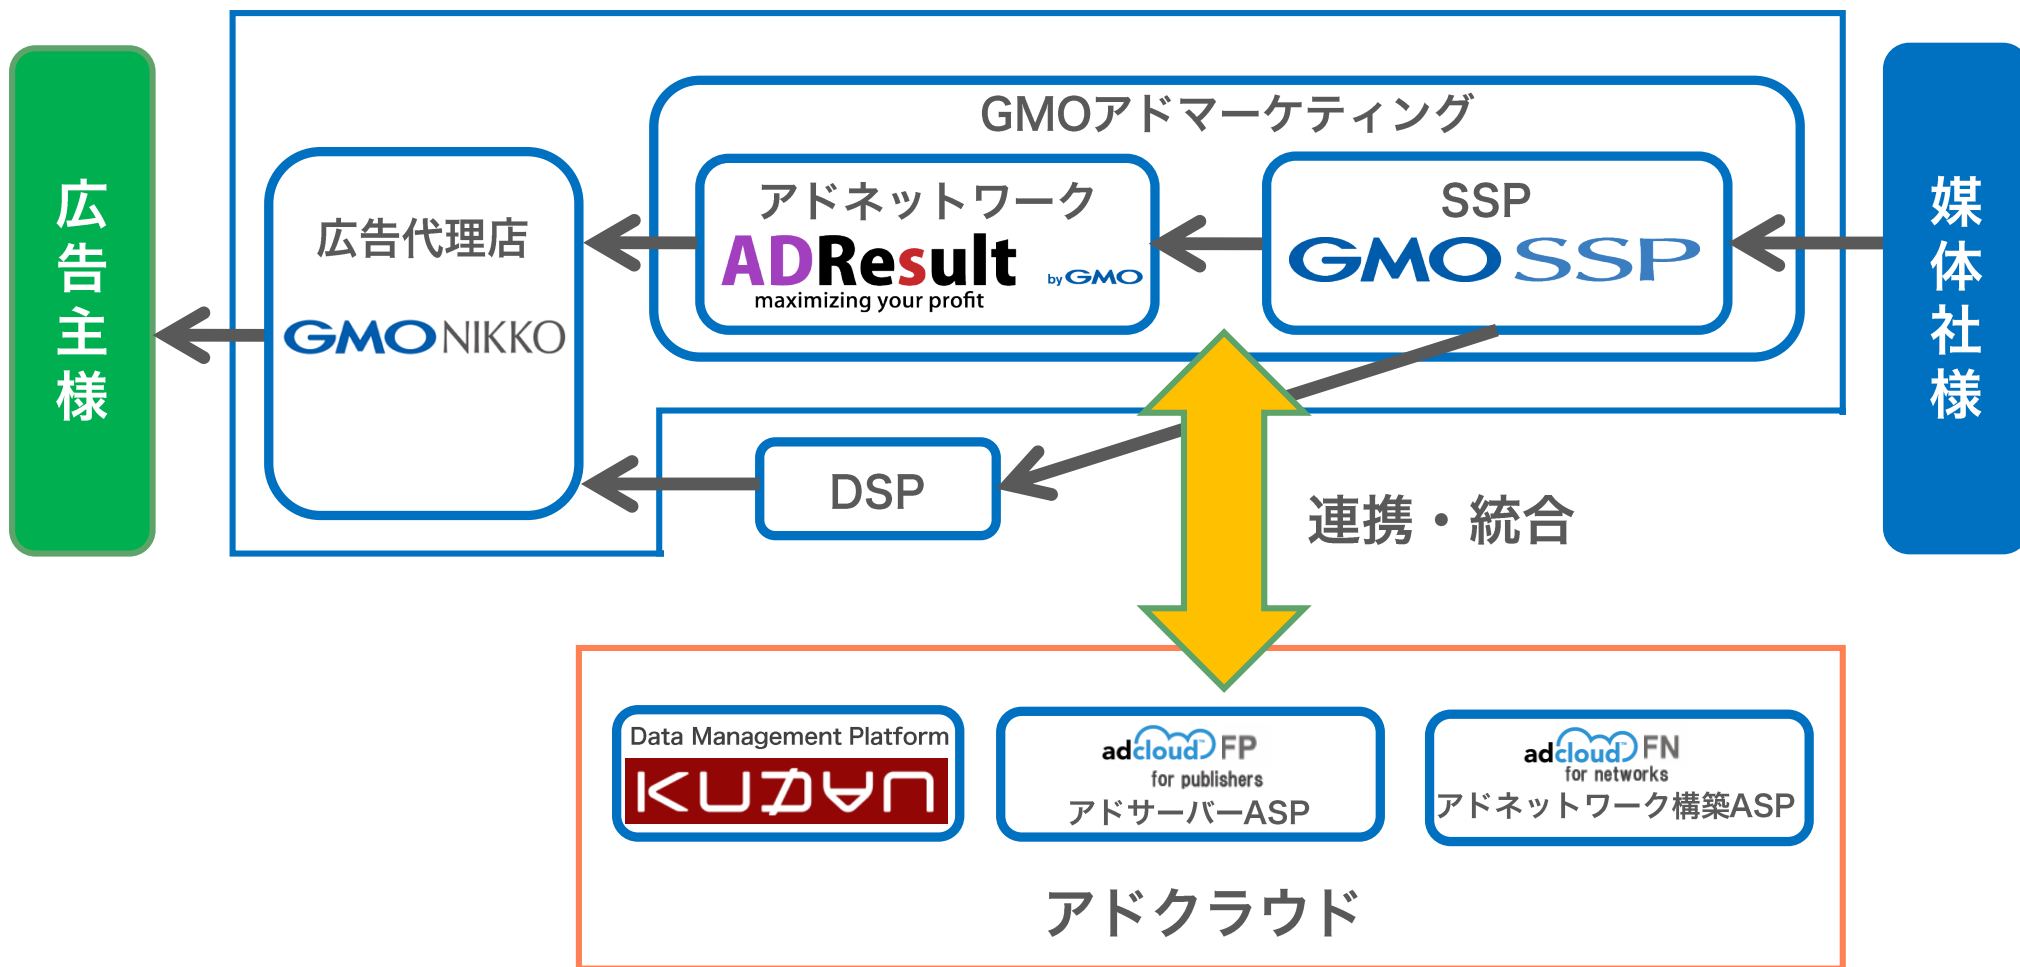 広告主様
広告代理店
GMO NIKKO
GMOアドマーケティング
アドネットワーク
ADResult
by GMO
maximizing your profit
SSP
GMO SSP
媒体社様
DSP
連携・統合
Data Management Platform
KUDAN
adcloud™ FP
for publishers
アドサーバーASP
adcloud™ FN
for networks
アドネットワーク構築ASP
アドクラウド